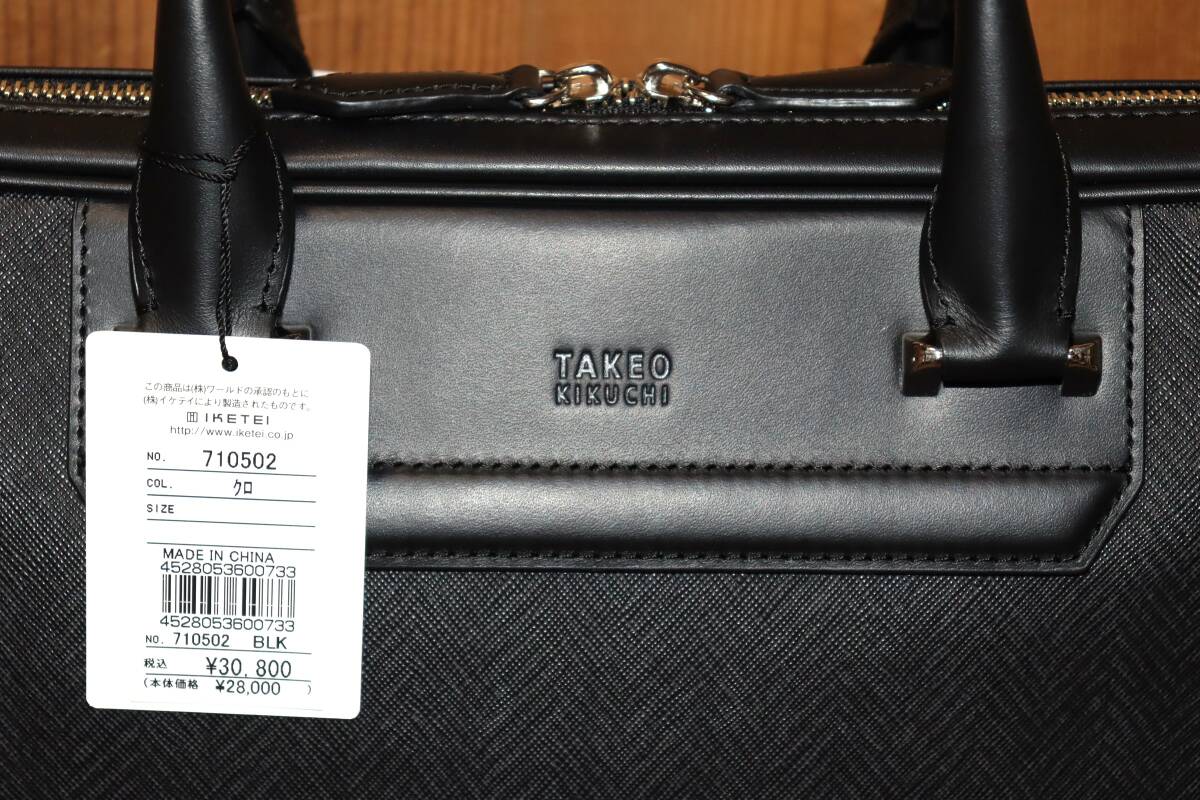 TAKEO
KIKUCHI
この商品は(株)ワールドの承認のもとに
(株)イケテイにより製造されたものです。
IKETEI
http://www.iketei.co.jp
NO. 710502
COL. クロ
SIZE
MADE IN CHINA
4528053600733
4528053600733
NO. 710502 BLK
税込 ¥30,800
(本体価格 ¥28,000 )